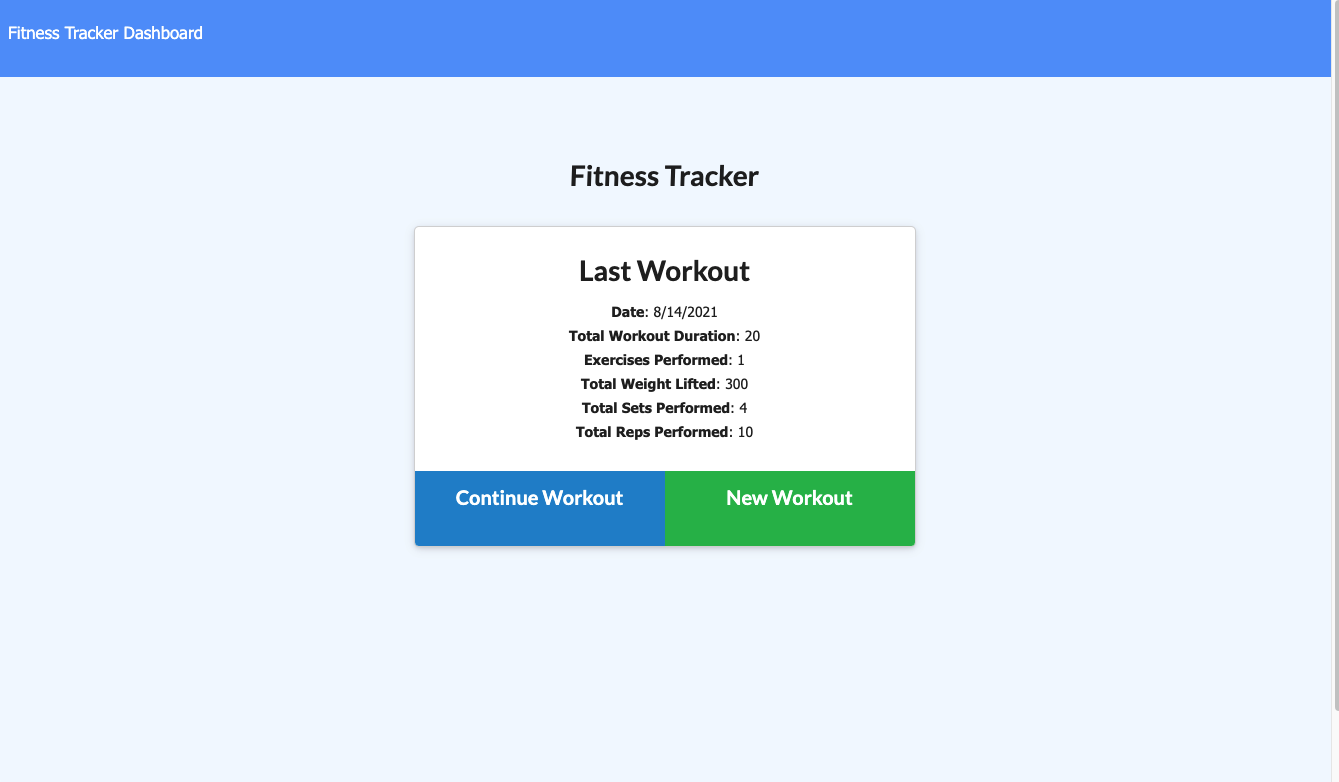 Fitness Tracker Dashboard
Fitness Tracker
Last Workout
Date: 8/14/2021
Total Workout Duration: 20
Exercises Performed: 1
Total Weight Lifted: 300
Total Sets Performed: 4
Total Reps Performed: 10
Continue Workout
New Workout